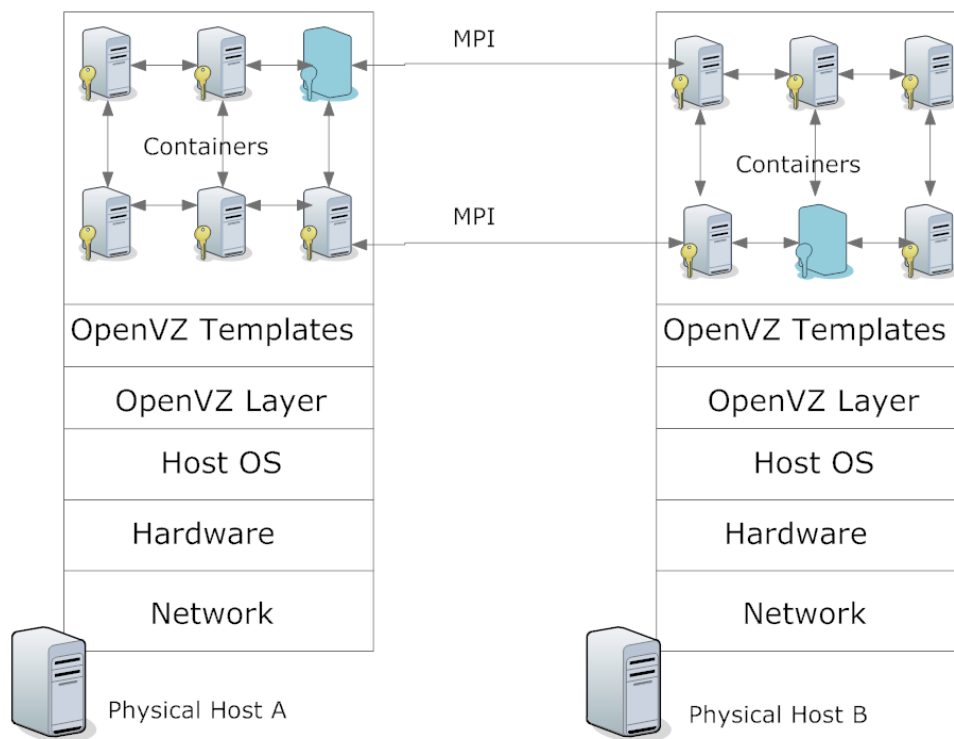 MPI
Containers
Containers
MPI
OpenVZ Templates
OpenVZ Templates
OpenVZ Layer
OpenVZ Layer
Host OS
Host OS
Hardware
Hardware
Network
Network
Physical Host A
Physical Host B